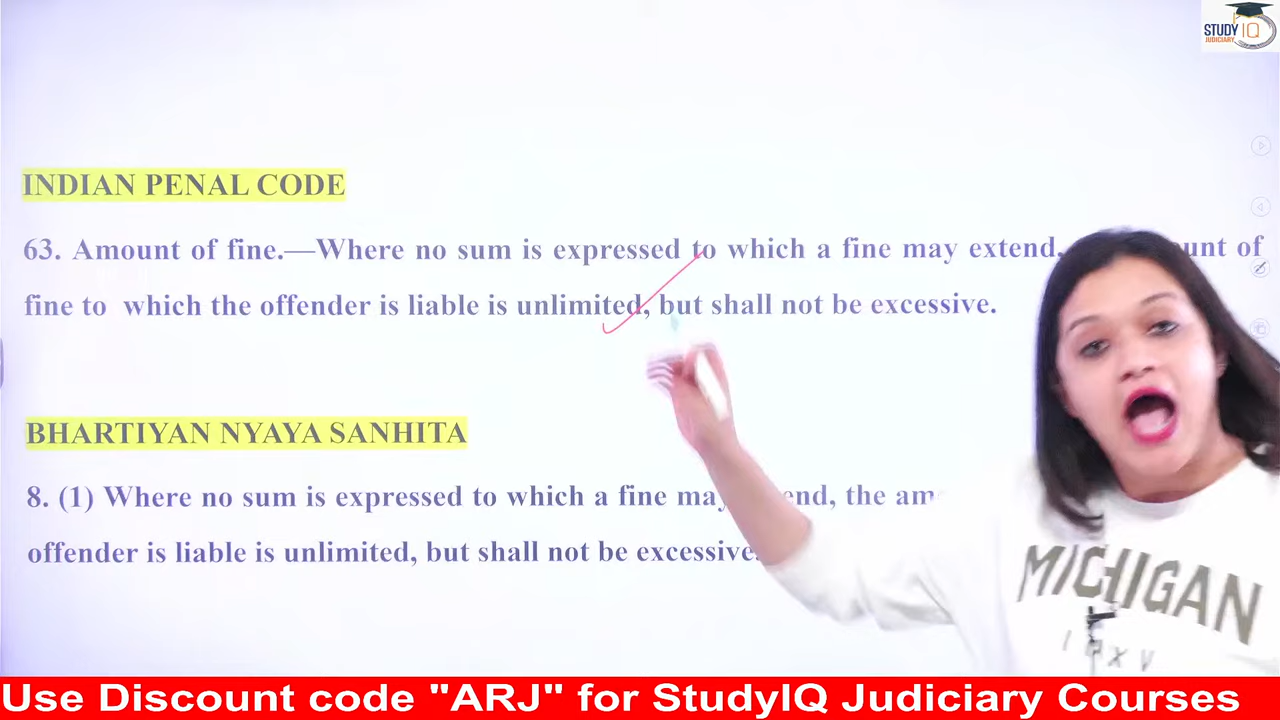 STUDY IQ
JUDICIARY
INDIAN PENAL CODE
63. Amount of fine.—Where no sum is expressed to which a fine may extend, of
fine to which the offender is liable is unlimited, but shall not be excessive.
BHARTIYAN NYAYA SANHITA
8. (1) Where no sum is expressed to which a fine may the
offender is liable is unlimited, but shall not be excessive.
MICHIGAN
Use Discount code "ARJ" for StudyIQ Judiciary Courses